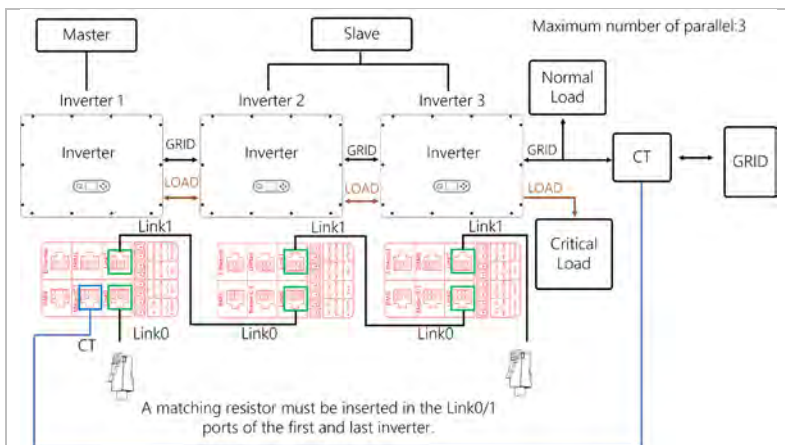 Master
Slave
Maximum number of parallel:3
Inverter 1
Inverter 2
Inverter 3
Normal
Load
Inverter
GRID
Inverter
GRID
Inverter
GRID
CT
GRID
LOAD
LOAD
LOAD
Link1
Link1
Link1
Critical
Load
Link0
Link0
Link0
CT
A matching resistor must be inserted in the Link0/1
ports of the first and last inverter.